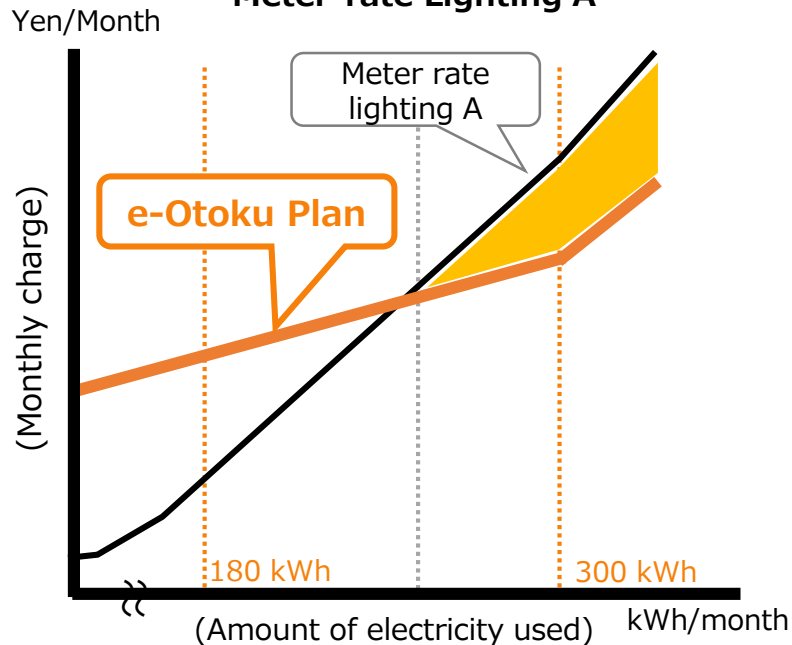 Meter rate Lighting A
Yen/Month
Meter rate
lighting A
e-Otoku Plan
(Monthly charge)
180 kWh
300 kWh
(Amount of electricity used)
kWh/month